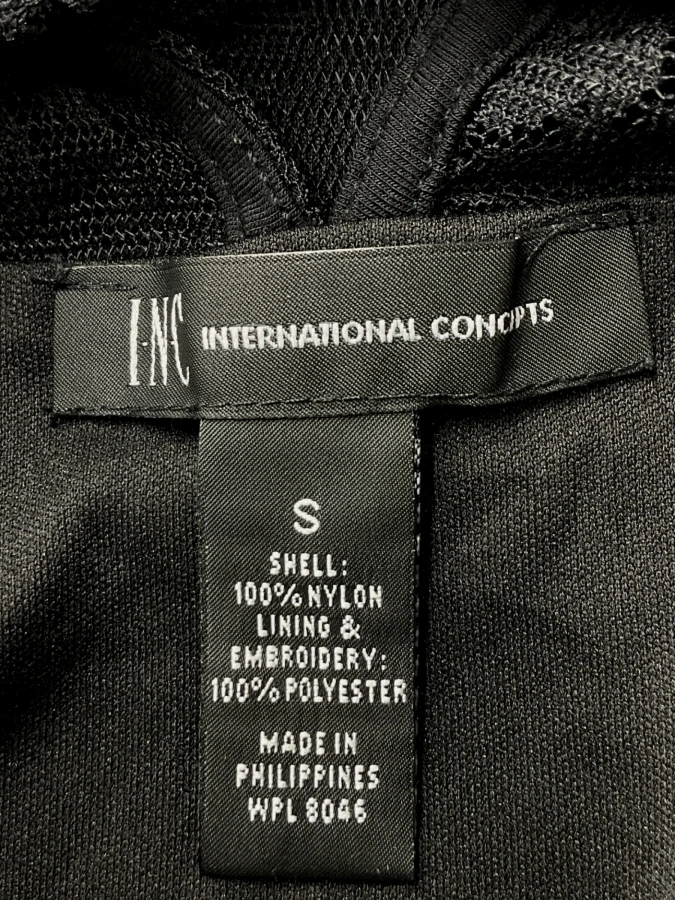 I·N·C INTERNATIONAL CONCEPTS
S
SHELL:
100% NYLON
LINING &
EMBROIDERY:
100% POLYESTER
MADE IN
PHILIPPINES
WPL 8046